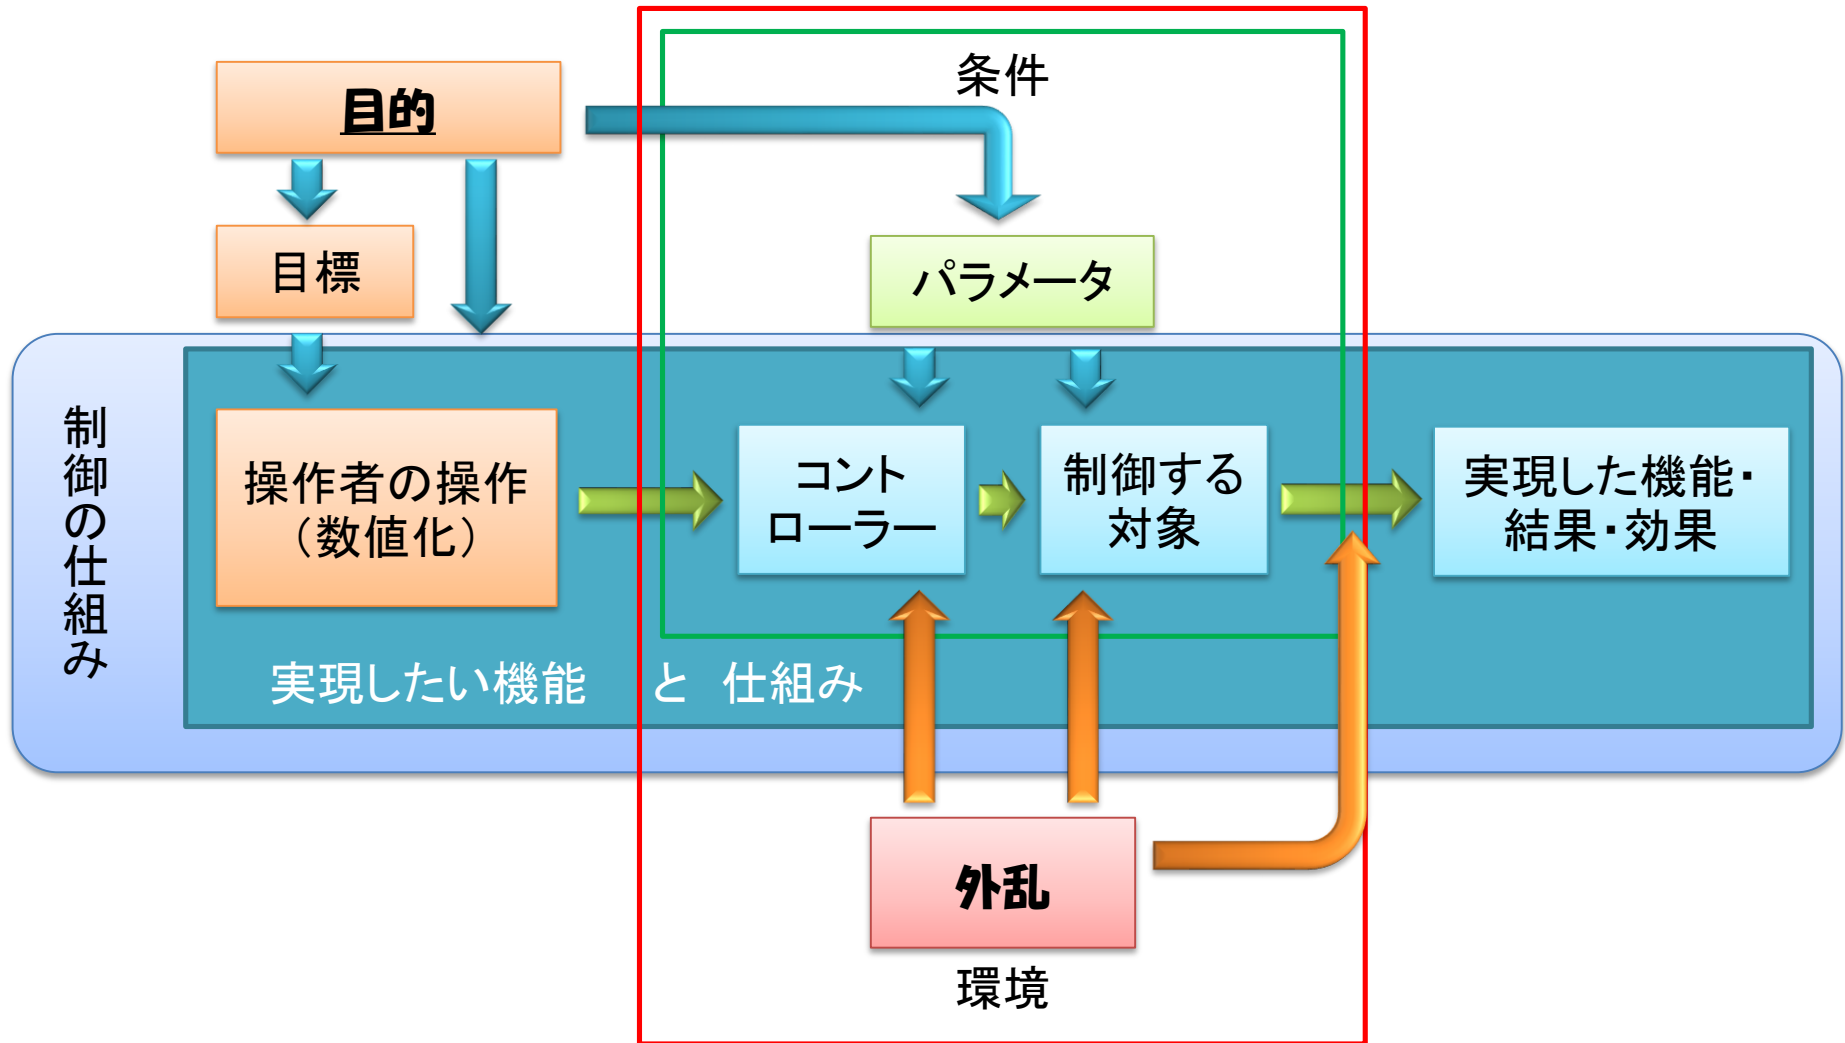 条件
目的
目標
パラメータ
制御の仕組み
操作者の操作
（数値化）
コント
ローラー
制御する
対象
実現した機能・
結果・効果
実現したい機能　と　仕組み
外乱
環境